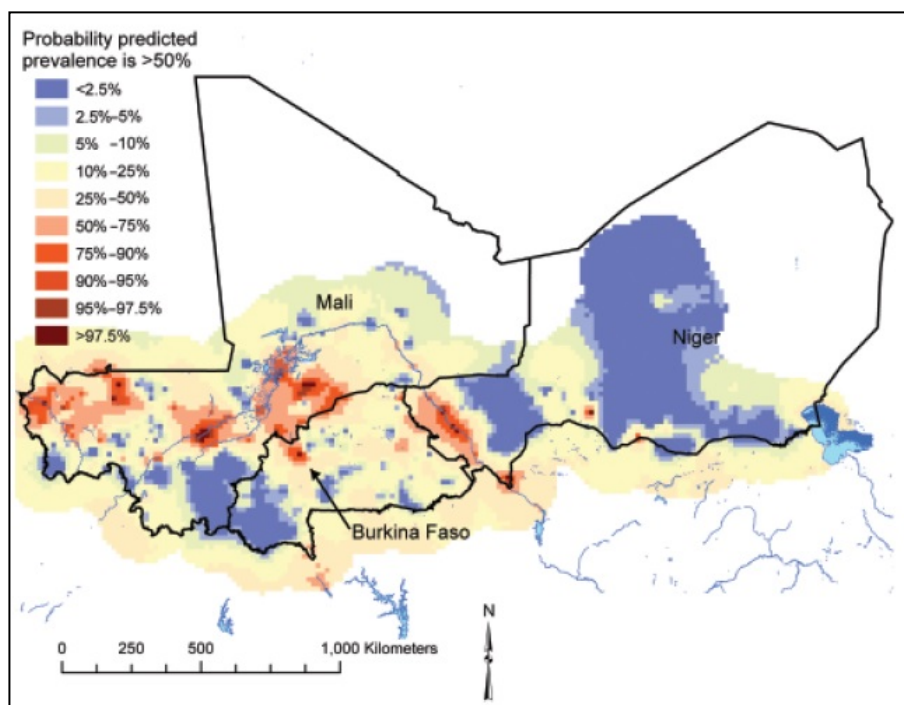 Probability predicted
prevalence is >50%
<2.5%
2.5%–5%
5% –10%
10%–25%
25%–50%
50%–75%
75%–90%
90%–95%
95%–97.5%
>97.5%
Mali
Niger
Burkina Faso
N
0 250 500 1,000 Kilometers